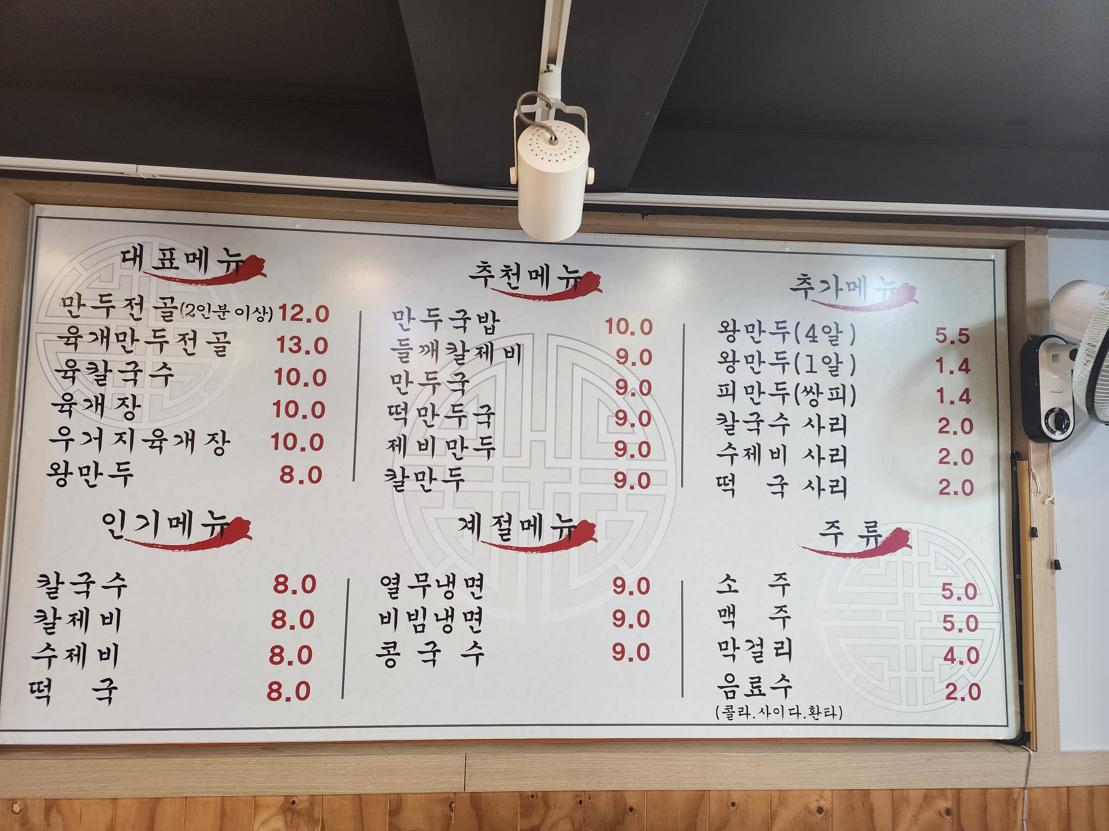 대표메뉴
만두전골(2인분 이상) 12.0
육개만두전골 13.0
육칼국수 10.0
육개장 10.0
우거지육개장 10.0
왕만두 8.0
추천메뉴
만두국밥 10.0
들깨칼제비 9.0
만두국 9.0
떡만두국 9.0
제비만두 9.0
칼만두 9.0
추가메뉴
왕만두(4알) 5.5
왕만두(1알) 1.4
피만두(쌍피) 1.4
칼국수 사리 2.0
수제비 사리 2.0
떡 국 사리 2.0
인기메뉴
칼국수 8.0
칼제비 8.0
수제비 8.0
떡 국 8.0
계절메뉴
열무냉면 9.0
비빔냉면 9.0
콩 국 수 9.0
주 류
소 주 5.0
맥 주 5.0
막걸리 4.0
음료수 2.0
(콜라.사이다.환타)